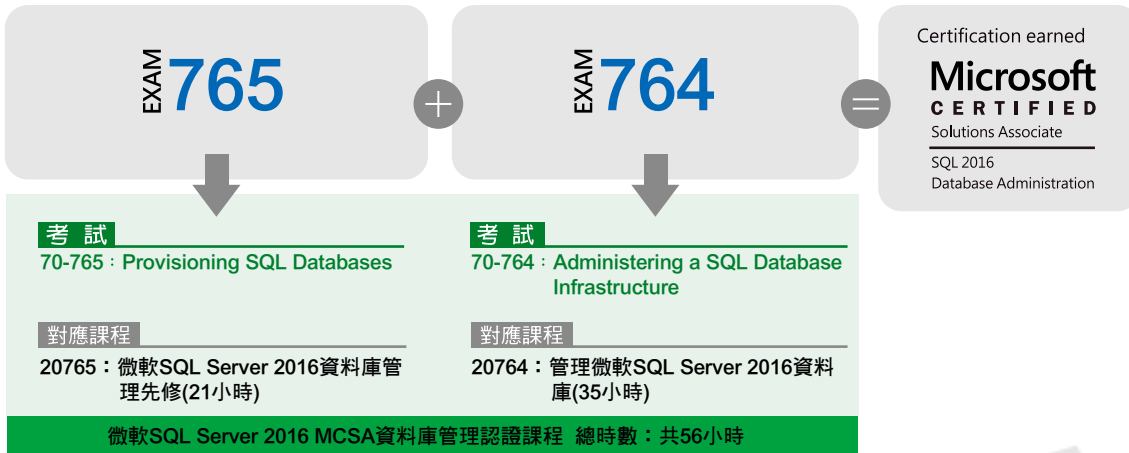 EXAM 765
+
EXAM 764
=
Certification earned
Microsoft
CERTIFIED
Solutions Associate
SQL 2016
Database Administration
考試
70-765：Provisioning SQL Databases
對應課程
20765：微軟SQL Server 2016資料庫管
理先修(21小時)
考試
70-764：Administering a SQL Database
Infrastructure
對應課程
20764：管理微軟SQL Server 2016資料
庫(35小時)
微軟SQL Server 2016 MCSA資料庫管理認證課程 總時數：共56小時